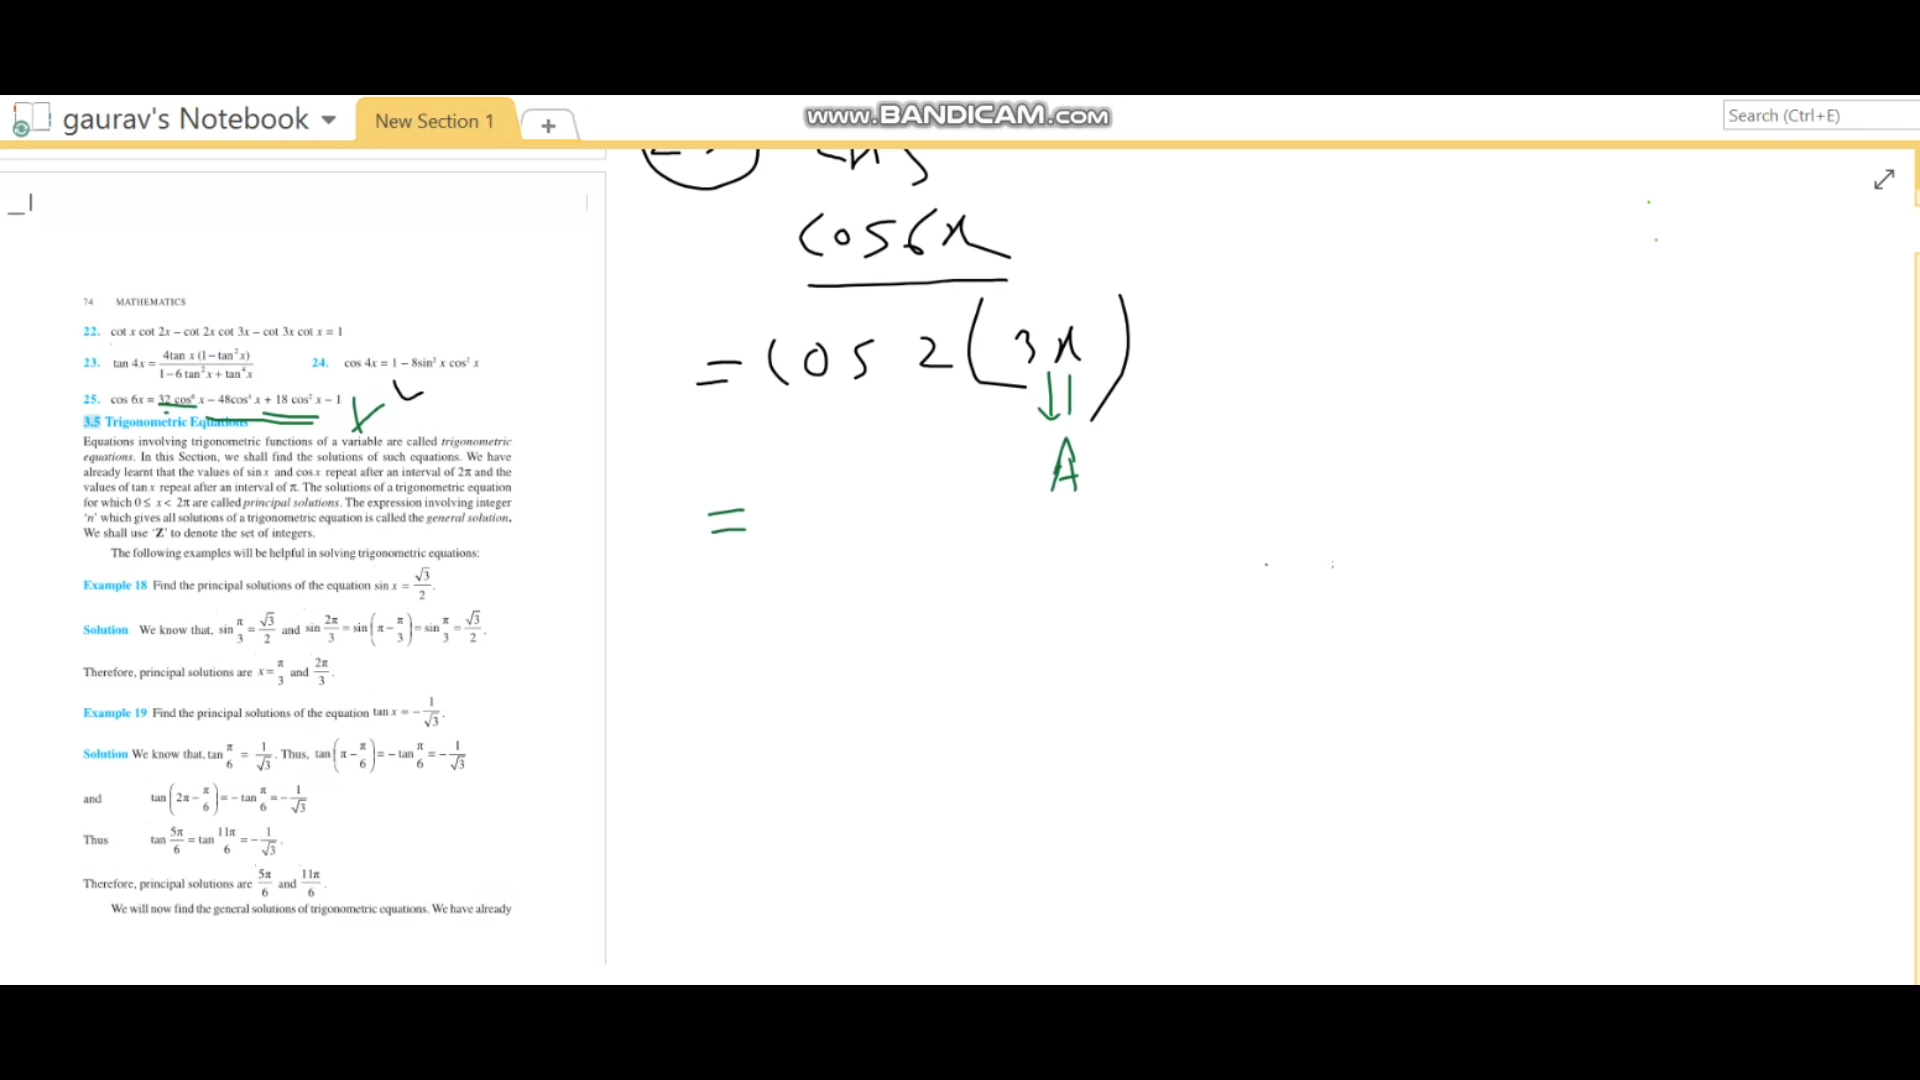 gaurav's Notebook
New Section 1
+
www.BANDICAM.com
Search (Ctrl+E)
74 MATHEMATICS
22. cot x cot 2x – cot 2x cot 3x – cot 3x cot x = 1
23. tan 4x = 4tan x (1 – tan² x) / 1 – 6 tan² x + tan⁴ x 24. cos 4x = 1 – 8sin² x cos² x
25. cos 6x = 32 cos⁶ x – 48cos⁴ x + 18 cos² x – 1
3.5 Trigonometric Equations
Equations involving trigonometric functions of a variable are called trigonometric
equations. In this Section, we shall find the solutions of such equations. We have
already learnt that the values of sin x and cos x repeat after an interval of 2π and the
values of tan x repeat after an interval of π. The solutions of a trigonometric equation
for which 0 ≤ x < 2π are called principal solutions. The expression involving integer
'n' which gives all solutions of a trigonometric equation is called the general solution.
We shall use 'Z' to denote the set of integers.
The following examples will be helpful in solving trigonometric equations:
Example 18 Find the principal solutions of the equation sin x = √3/2.
Solution We know that, sin π/3 = √3/2 and sin 2π/3 = sin (π – π/3) = sin π/3 = √3/2.
Therefore, principal solutions are x = π/3 and 2π/3.
Example 19 Find the principal solutions of the equation tan x = – 1/√3.
Solution We know that, tan π/6 = 1/√3. Thus, tan (π – π/6) = – tan π/6 = – 1/√3
and tan (2π – π/6) = – tan π/6 = – 1/√3
Thus tan 5π/6 = tan 11π/6 = – 1/√3.
Therefore, principal solutions are 5π/6 and 11π/6.
We will now find the general solutions of trigonometric equations. We have already
cos6x
= cos 2(3x)
A
=